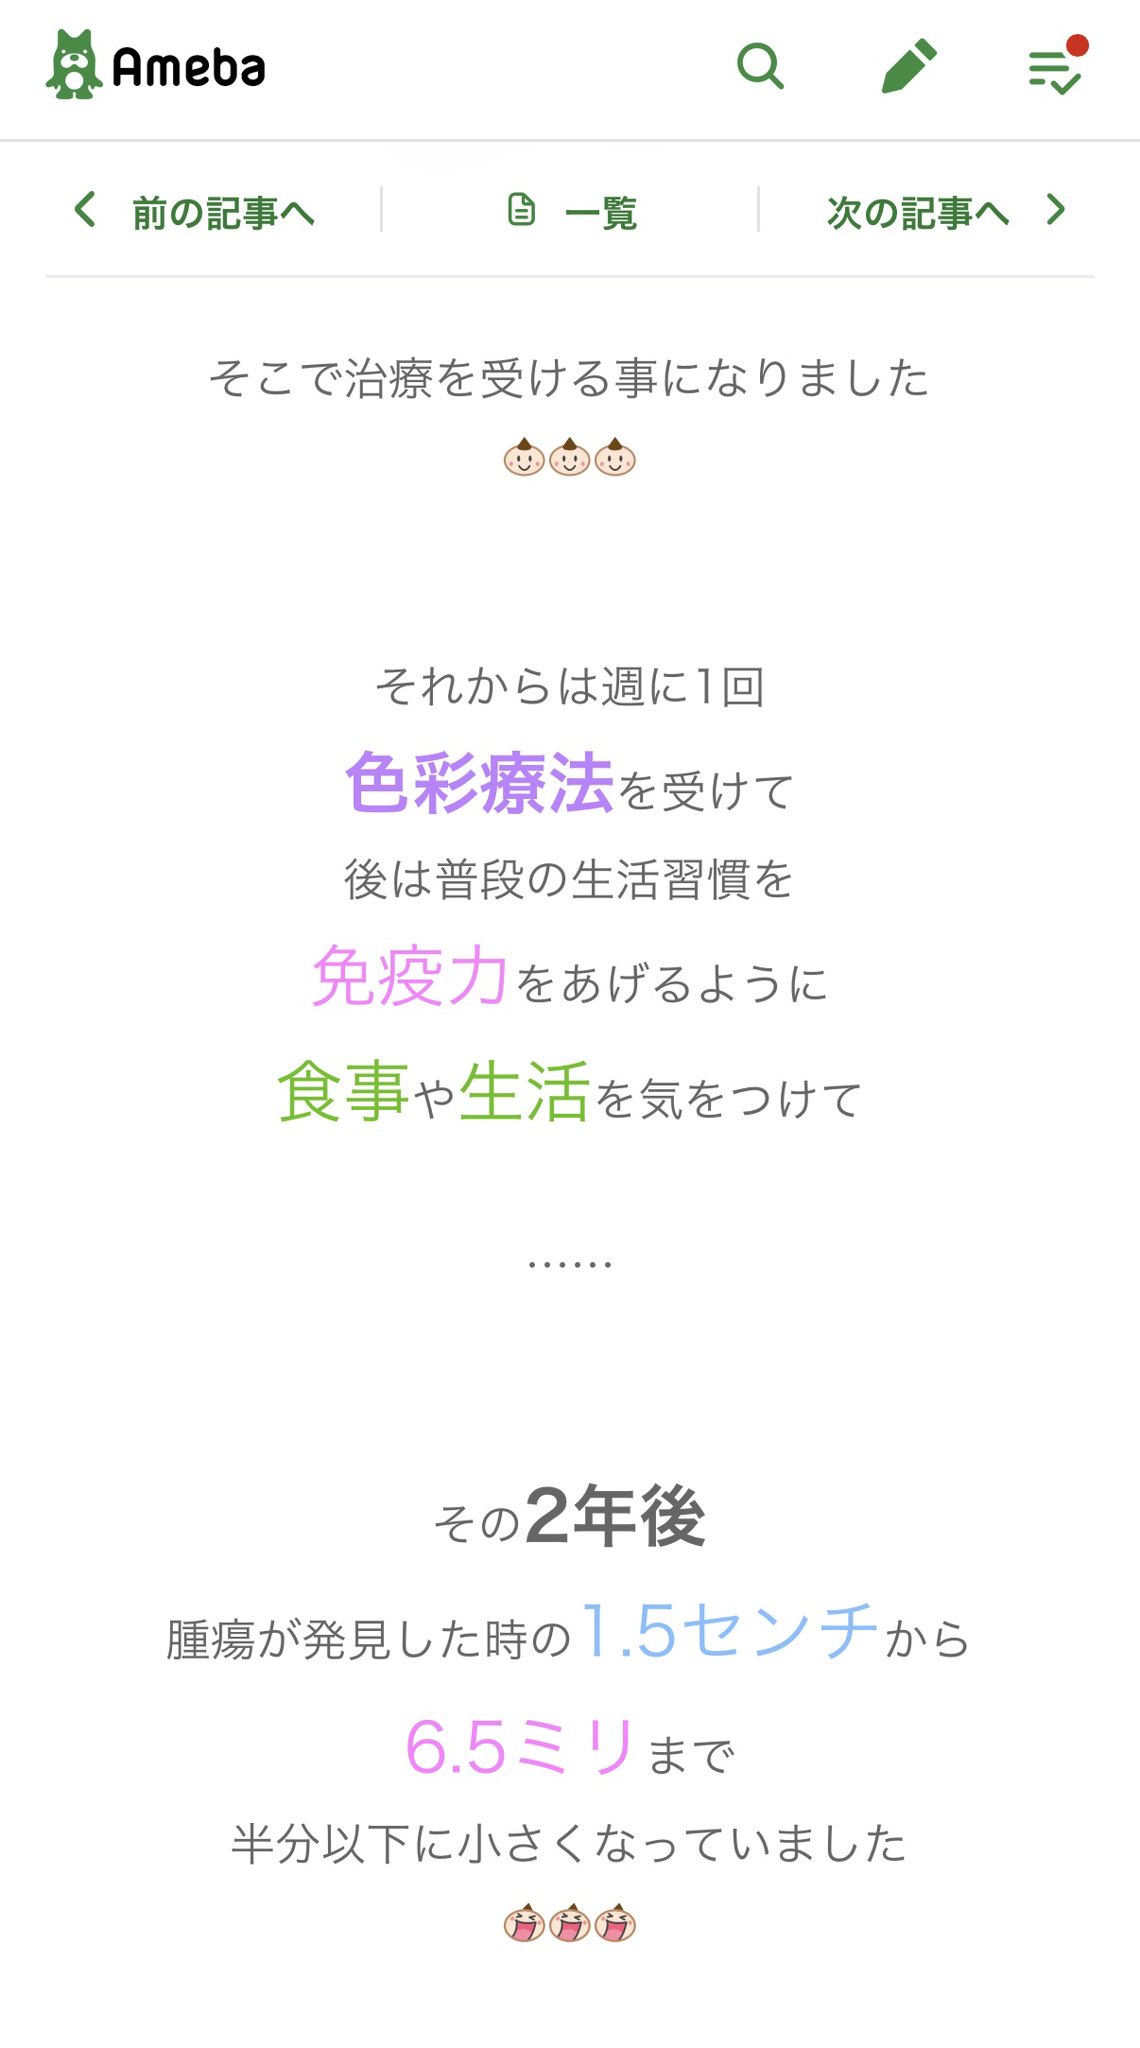 Ameba
前の記事へ
一覧
次の記事へ
そこで治療を受ける事になりました
それからは週に1回
色彩療法を受けて
後は普段の生活習慣を
免疫力をあげるように
食事や生活を気をつけて
……
その2年後
腫瘍が発見した時の1.5センチから
6.5ミリまで
半分以下に小さくなっていました